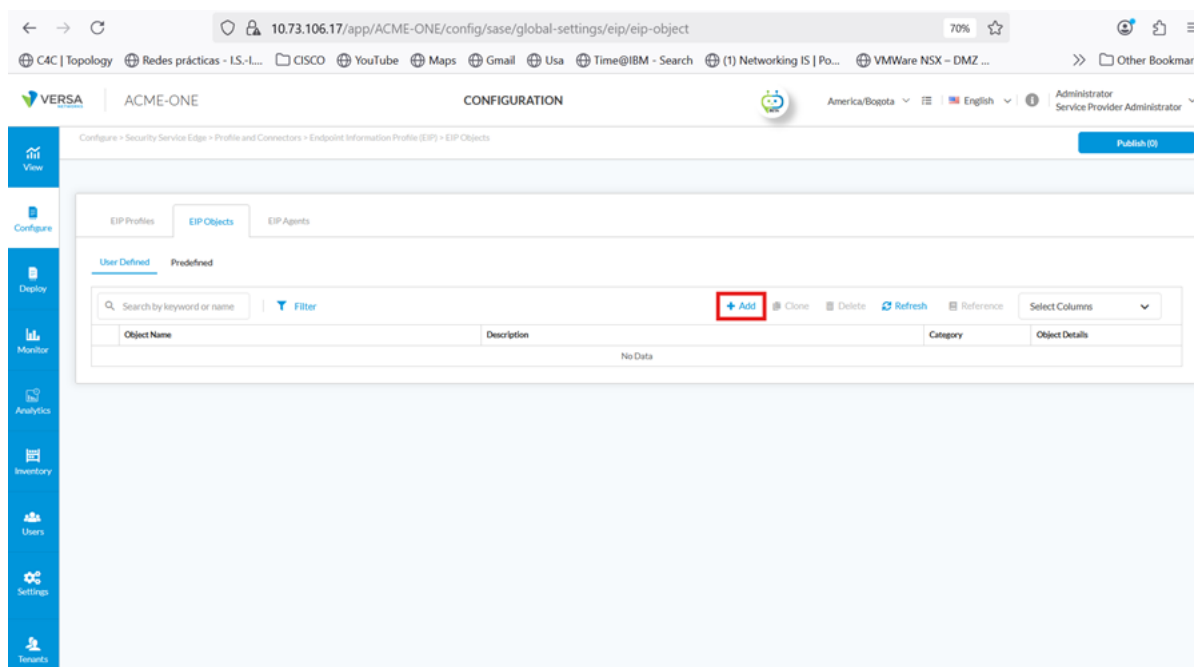 10.73.106.17/app/ACME-ONE/config/sase/global-settings/eip/eip-object 70%
C4C | Topology Redes prácticas - I.S.-I.... CISCO YouTube Maps Gmail Usa Time@IBM - Search (1) Networking IS | Po... VMWare NSX – DMZ ... Other Bookmar
VERSA NETWORKS ACME-ONE CONFIGURATION America/Bogota English Administrator
Service Provider Administrator
Configure > Security Service Edge > Profile and Connectors > Endpoint Information Profile (EIP) > EIP Objects
Publish (0)
View
Configure
Deploy
Monitor
Analytics
Inventory
Users
Settings
Tenants
EIP Profiles EIP Objects EIP Agents
User Defined Predefined
Search by keyword or name Filter + Add Clone Delete Refresh Reference Select Columns
Object Name Description Category Object Details
No Data